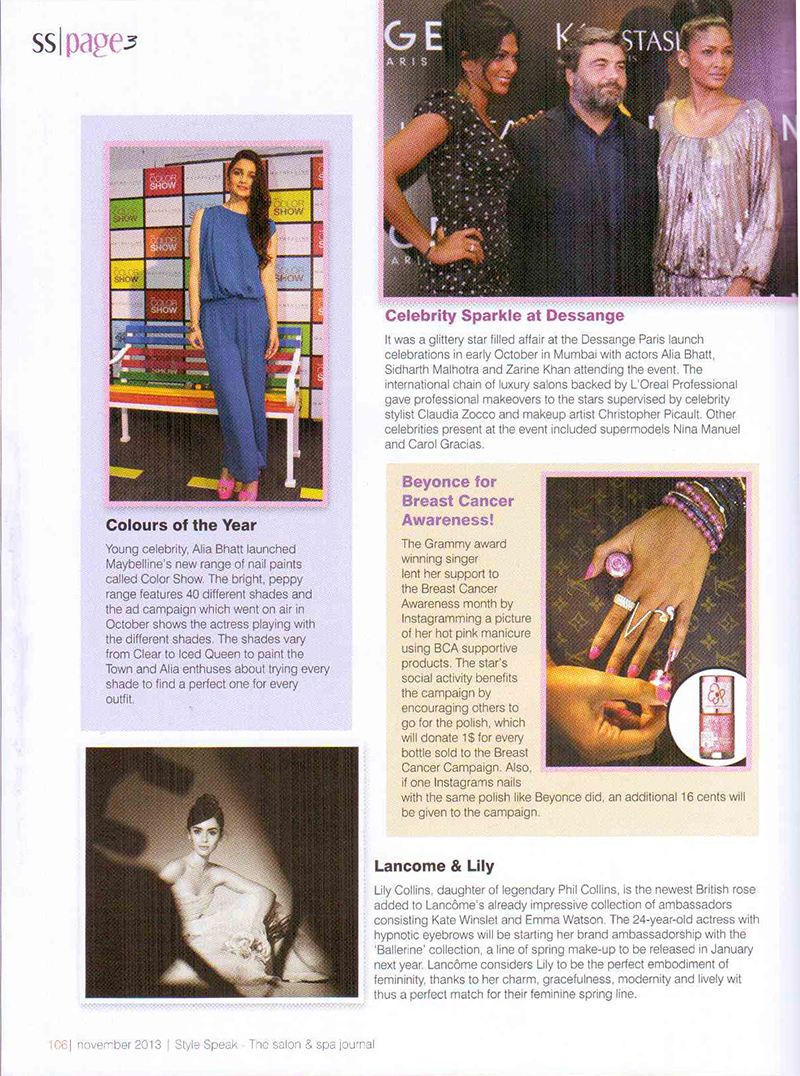 ss|page3
GE
PARIS
K
STASI
G
ARIS
N
COLOR
SHOW
COLOR
SHOW
COLOR
SHOW
COLOR
SHOW
Celebrity Sparkle at Dessange
It was a glittery star filled affair at the Dessange Paris launch
celebrations in early October in Mumbai with actors Alia Bhatt,
Sidharth Malhotra and Zarine Khan attending the event. The
international chain of luxury salons backed by L'Oreal Professional
gave professional makeovers to the stars supervised by celebrity
stylist Claudia Zocco and makeup artist Christopher Picault. Other
celebrities present at the event included supermodels Nina Manuel
and Carol Gracias.
Colours of the Year
Young celebrity, Alia Bhatt launched
Maybelline's new range of nail paints
called Color Show. The bright, peppy
range features 40 different shades and
the ad campaign which went on air in
October shows the actress playing with
the different shades. The shades vary
from Clear to Iced Queen to paint the
Town and Alia enthuses about trying every
shade to find a perfect one for every
outfit.
Beyonce for
Breast Cancer
Awareness!
The Grammy award
winning singer
lent her support to
the Breast Cancer
Awareness month by
Instagramming a picture
of her hot pink manicure
using BCA supportive
products. The star's
social activity benefits
the campaign by
encouraging others to
go for the polish, which
will donate 1$ for every
bottle sold to the Breast
Cancer Campaign. Also,
if one Instagrams nails
with the same polish like Beyonce did, an additional 16 cents will
be given to the campaign.
Lancome & Lily
Lily Collins, daughter of legendary Phil Collins, is the newest British rose
added to Lancôme's already impressive collection of ambassadors
consisting Kate Winslet and Emma Watson. The 24-year-old actress with
hypnotic eyebrows will be starting her brand ambassadorship with the
'Ballerine' collection, a line of spring make-up to be released in January
next year. Lancôme considers Lily to be the perfect embodiment of
femininity, thanks to her charm, gracefulness, modernity and lively wit
thus a perfect match for their feminine spring line.
106| november 2013 | Style Speak - The salon & spa journal